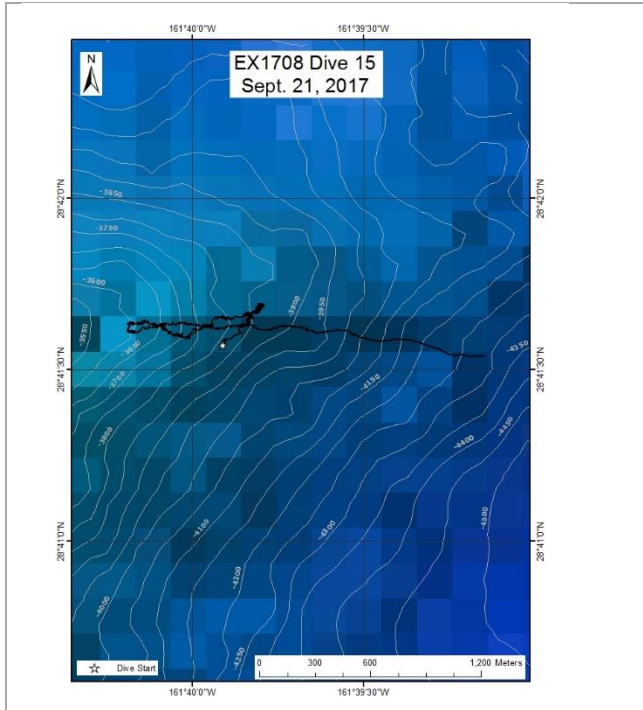 161°40'0"W 161°39'30"W
N
EX1708 Dive 15
Sept. 21, 2017
-3850
28°42'0"N 28°42'0"N
-3750
-3600
-3900 -3950
-3550
-3700
-4350
28°41'30"N 28°41'30"N
-4150
-3800
-4450
-4400
-4100
-4300
-4500
28°41'0"N 28°41'0"N
-4200
-4000
-4250
Dive Start
0 300 600 1,200 Meters
161°40'0"W 161°39'30"W